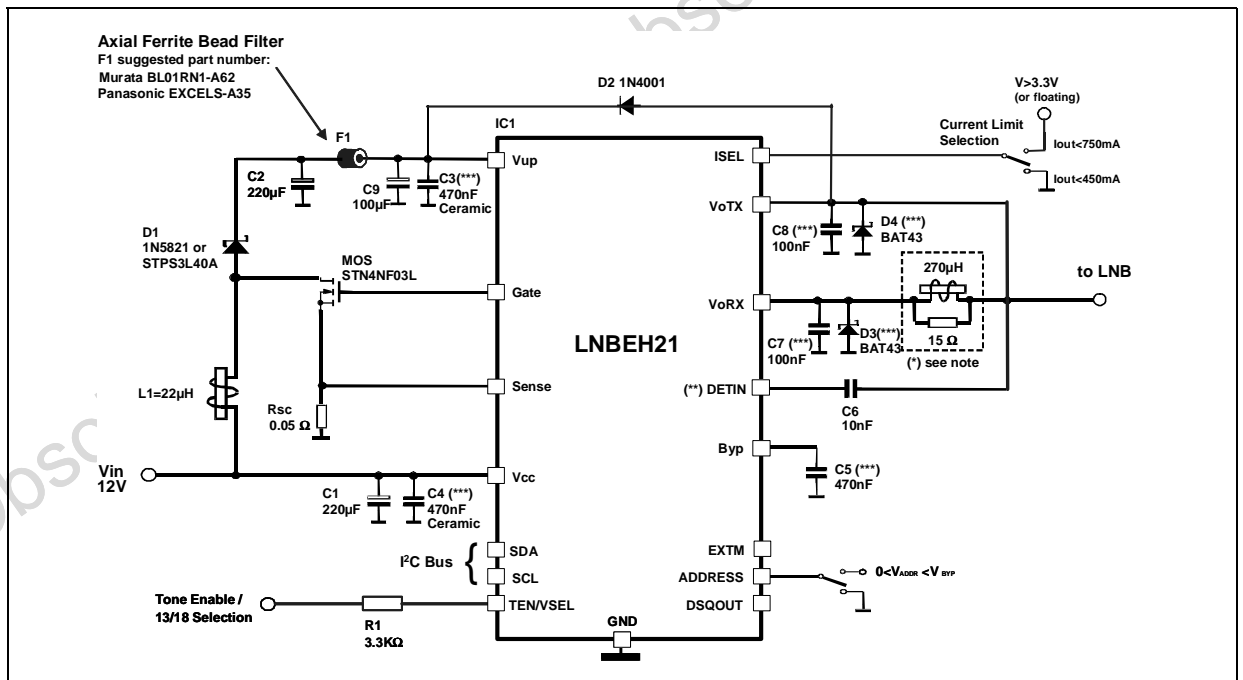 Axial Ferrite Bead Filter
F1 suggested part number:
Murata BL01RN1-A62
Panasonic EXCELS-A35
F1
C2
220µF
C9
100µF
C3(***)
470nF
Ceramic
D2 1N4001
IC1
Vup
Gate
Sense
Vcc
SDA
SCL
TEN/VSEL
LNBEH21
GND
ISEL
VoTX
VoRX
(**) DETIN
Byp
EXTM
ADDRESS
DSQOUT
D1
1N5821 or
STPS3L40A
MOS
STN4NF03L
L1=22µH
Rsc
0.05 Ω
Vin
12V
C1
220µF
C4 (***)
470nF
Ceramic
I²C Bus {
Tone Enable /
13/18 Selection
R1
3.3KΩ
V>3.3V
(or floating)
Current Limit
Selection
Iout<750mA
Iout<450mA
C8 (***)
100nF
D4 (***)
BAT43
270µH
15 Ω
(*) see note
to LNB
C7 (***)
100nF
D3(***)
BAT43
C6
10nF
C5 (***)
470nF
0<VADDR <V BYP